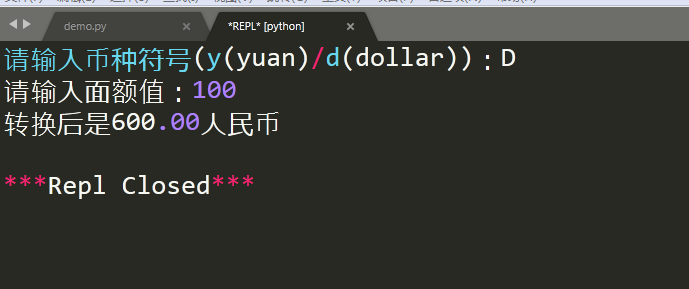 demo.py
*REPL* [python]
请输入币种符号(y(yuan)/d(dollar)):D
请输入面额值:100
转换后是600.00人民币
***Repl Closed***